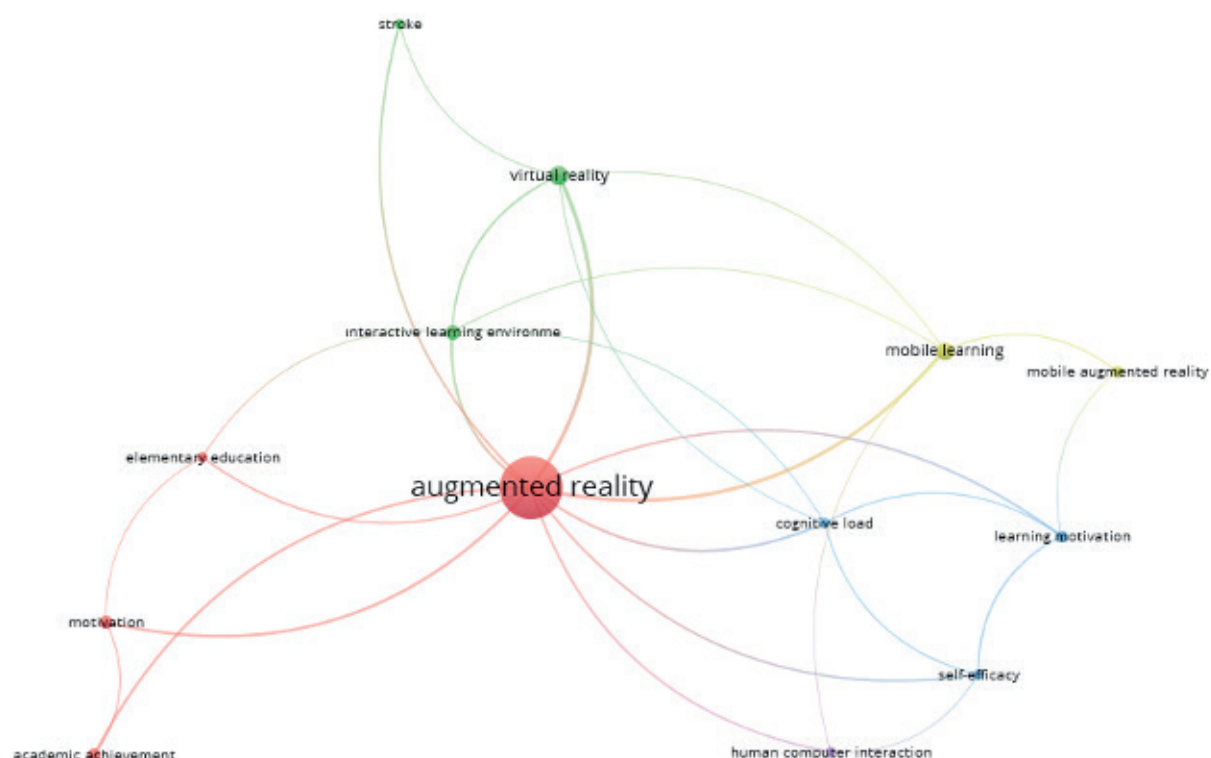 stroke
virtual reality
interactive learning environme
mobile learning
mobile augmented reality
elementary education
augmented reality
cognitive load
learning motivation
motivation
self-efficacy
human computer interaction
academic achievement